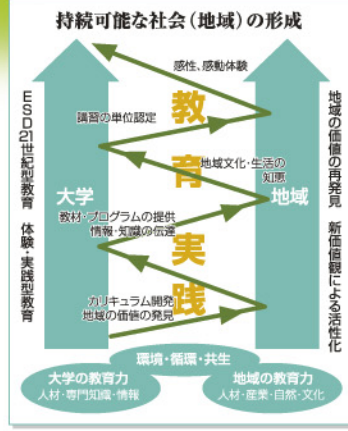 持続可能な社会（地域）の形成
感性、感動体験
教育実践
講習の単位認定
地域文化・生活の
知恵
大学
地域
教材・プログラムの提供
情報・知識の伝達
カリキュラム開発
地域の価値の発見
ESD21世紀型教育　体験・実践型教育
地域の価値の再発見　新価値観による活性化
環境・循環・共生
大学の教育力
人材・専門知識・情報
地域の教育力
人材・産業・自然・文化